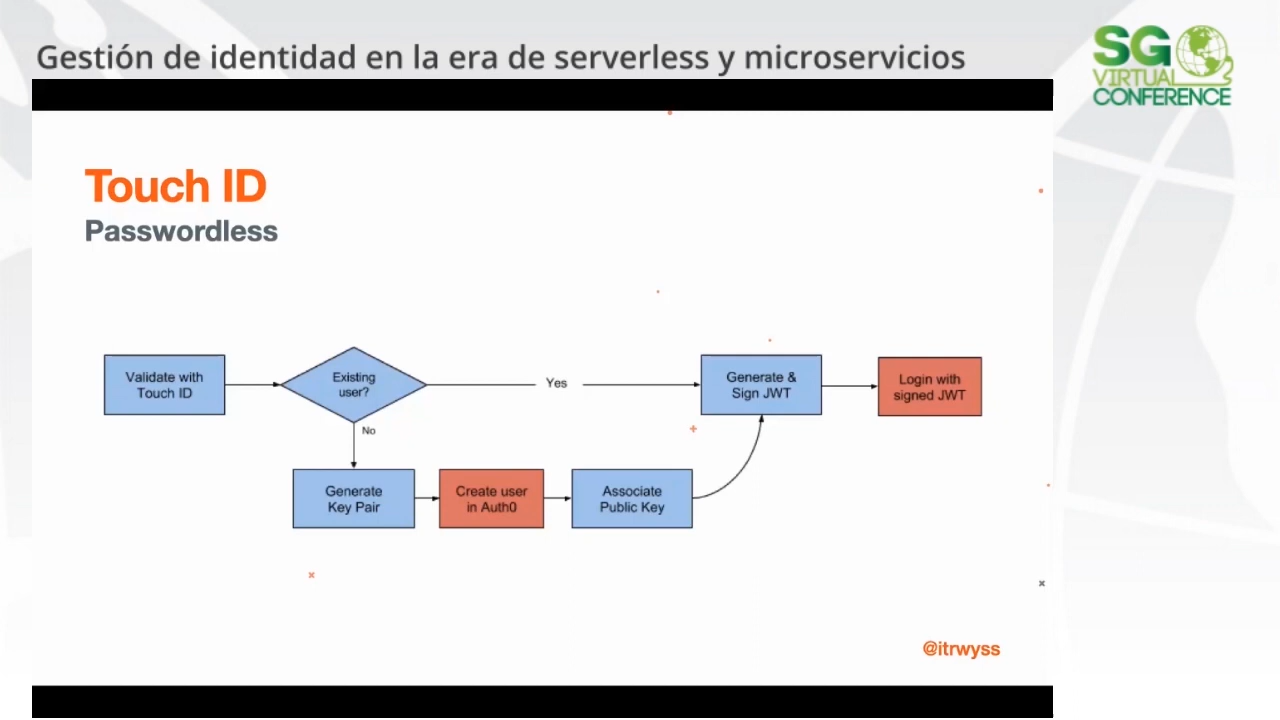 Gestión de identidad en la era de serverless y microservicios
SG
VIRTUAL
CONFERENCE
Touch ID
Passwordless
Validate with
Touch ID
Existing
user?
Yes
Generate &
Sign JWT
Login with
signed JWT
No
Generate
Key Pair
Create user
in Auth0
Associate
Public Key
@itrwyss